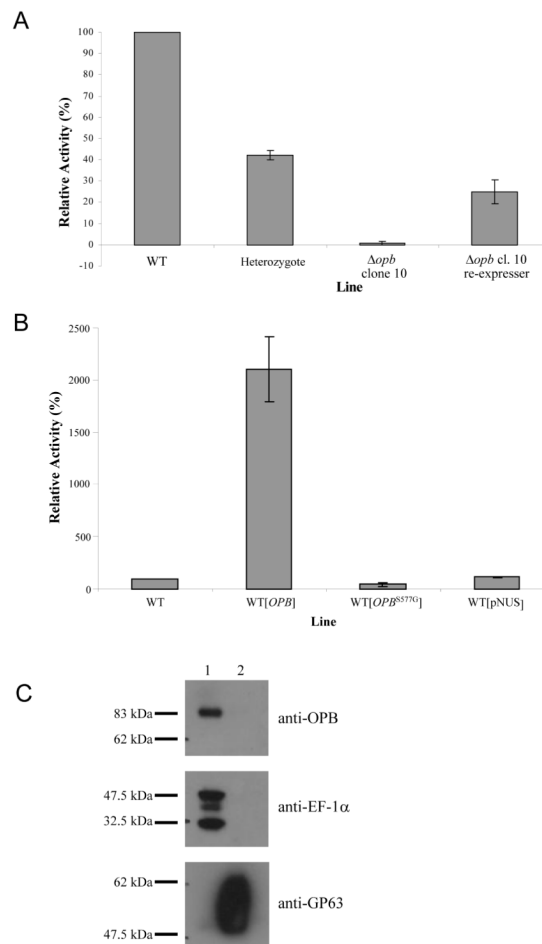 A
Relative Activity (%)
100
90
80
70
60
50
40
30
20
10
0
-10
WT
Heterozygote
Δopb
clone 10
Δopb cl. 10
re-expresser
Line
B
Relative Activity (%)
2500
2000
1500
1000
500
0
WT
WT[OPB]
WT[OPB^S577G]
WT[pNUS]
Line
C
1 2
83 kDa
62 kDa
anti-OPB
47.5 kDa
32.5 kDa
anti-EF-1α
62 kDa
47.5 kDa
anti-GP63